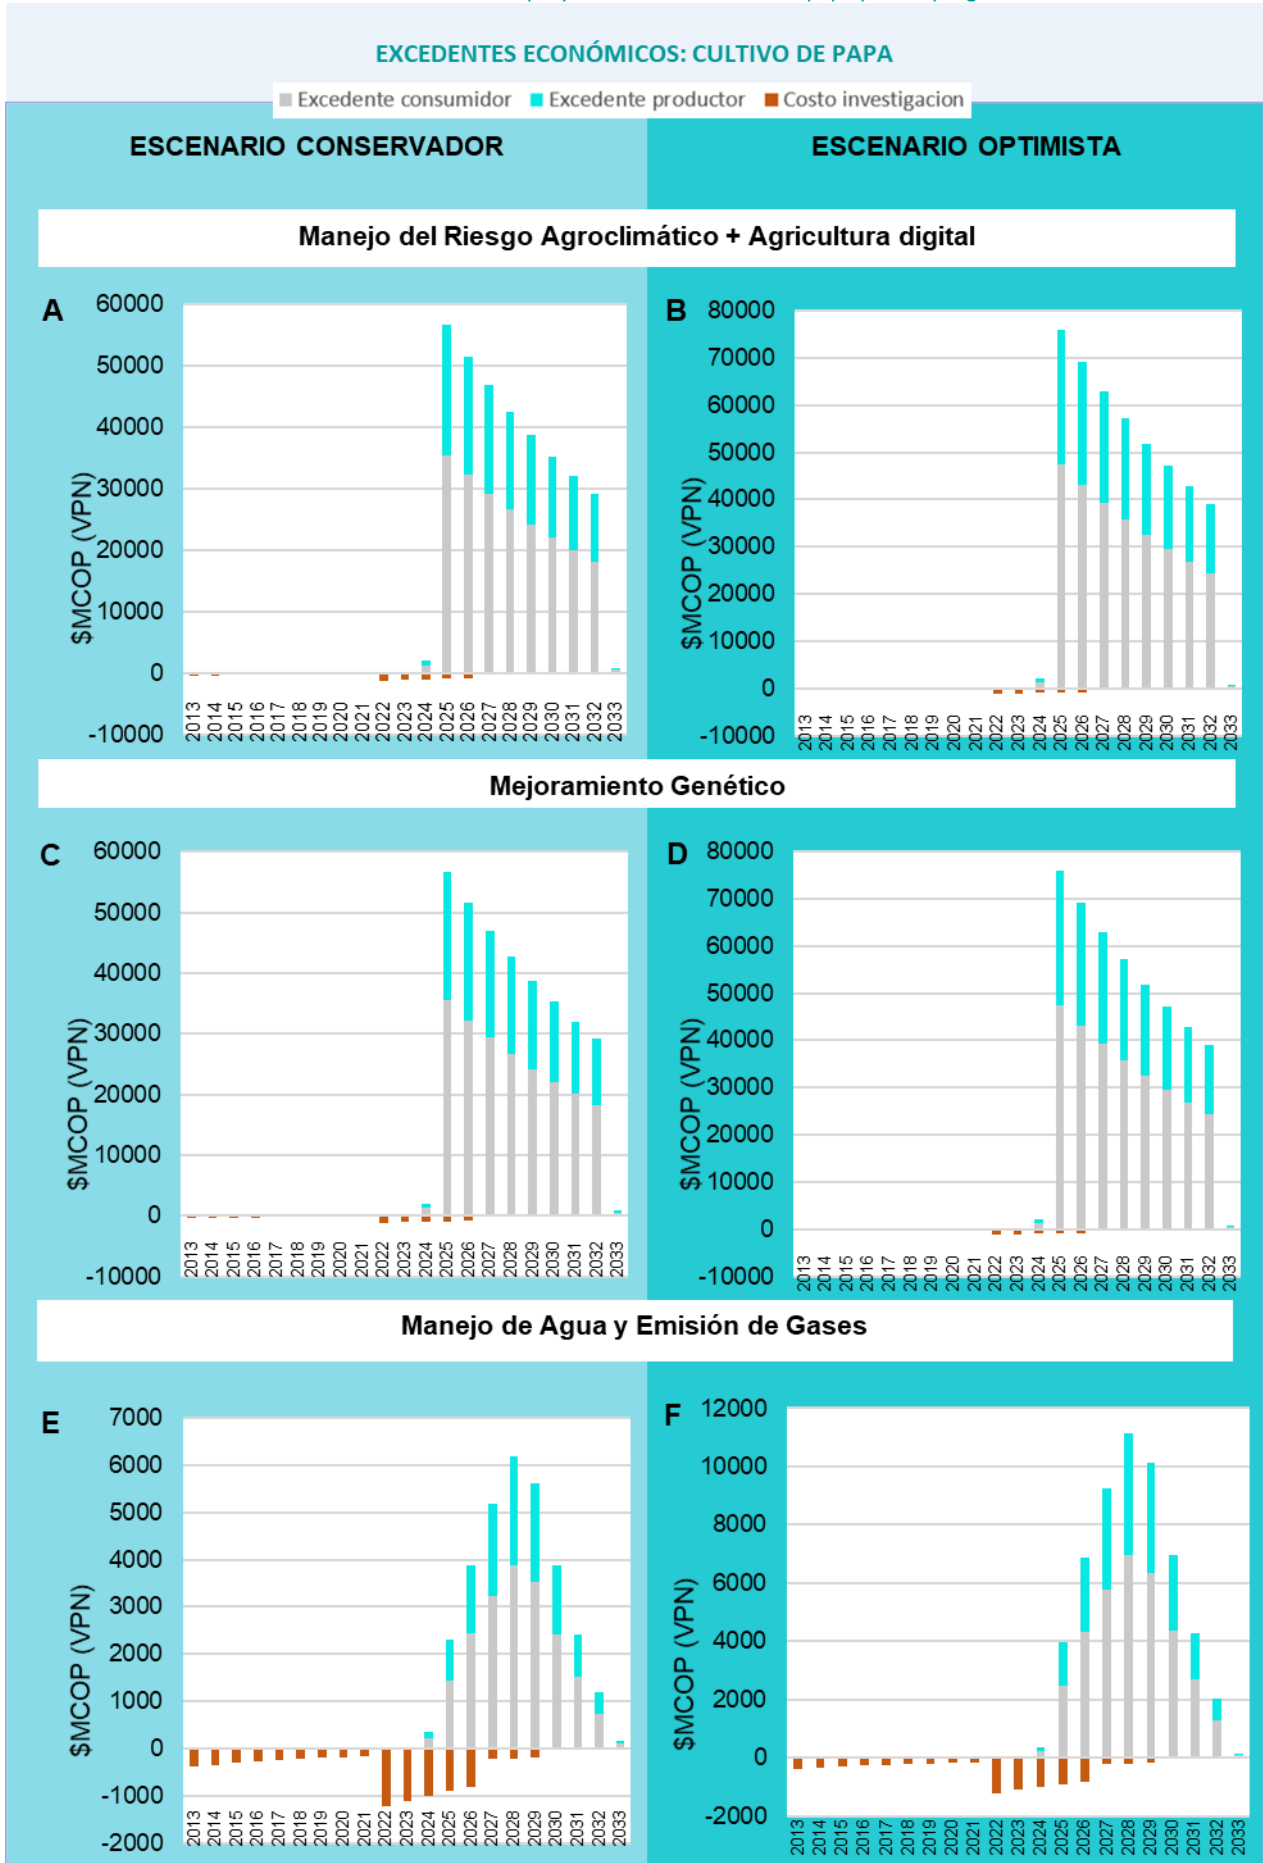 EXCEDENTES ECONÓMICOS: CULTIVO DE PAPA
Excedente consumidor Excedente productor Costo investigacion
ESCENARIO CONSERVADOR ESCENARIO OPTIMISTA
Manejo del Riesgo Agroclimático + Agricultura digital
A
$MCOP (VPN)
60000
50000
40000
30000
20000
10000
0
-10000
2013 2014 2015 2016 2017 2018 2019 2020 2021 2022 2023 2024 2025 2026 2027 2028 2029 2030 2031 2032 2033
B
$MCOP (VPN)
80000
70000
60000
50000
40000
30000
20000
10000
0
-10000
2013 2014 2015 2016 2017 2018 2019 2020 2021 2022 2023 2024 2025 2026 2027 2028 2029 2030 2031 2032 2033
Mejoramiento Genético
C
$MCOP (VPN)
60000
50000
40000
30000
20000
10000
0
-10000
2013 2014 2015 2016 2017 2018 2019 2020 2021 2022 2023 2024 2025 2026 2027 2028 2029 2030 2031 2032 2033
D
$MCOP (VPN)
80000
70000
60000
50000
40000
30000
20000
10000
0
-10000
2013 2014 2015 2016 2017 2018 2019 2020 2021 2022 2023 2024 2025 2026 2027 2028 2029 2030 2031 2032 2033
Manejo de Agua y Emisión de Gases
E
$MCOP (VPN)
7000
6000
5000
4000
3000
2000
1000
0
-1000
-2000
2013 2014 2015 2016 2017 2018 2019 2020 2021 2022 2023 2024 2025 2026 2027 2028 2029 2030 2031 2032 2033
F
$MCOP (VPN)
12000
10000
8000
6000
4000
2000
0
-2000
2013 2014 2015 2016 2017 2018 2019 2020 2021 2022 2023 2024 2025 2026 2027 2028 2029 2030 2031 2032 2033